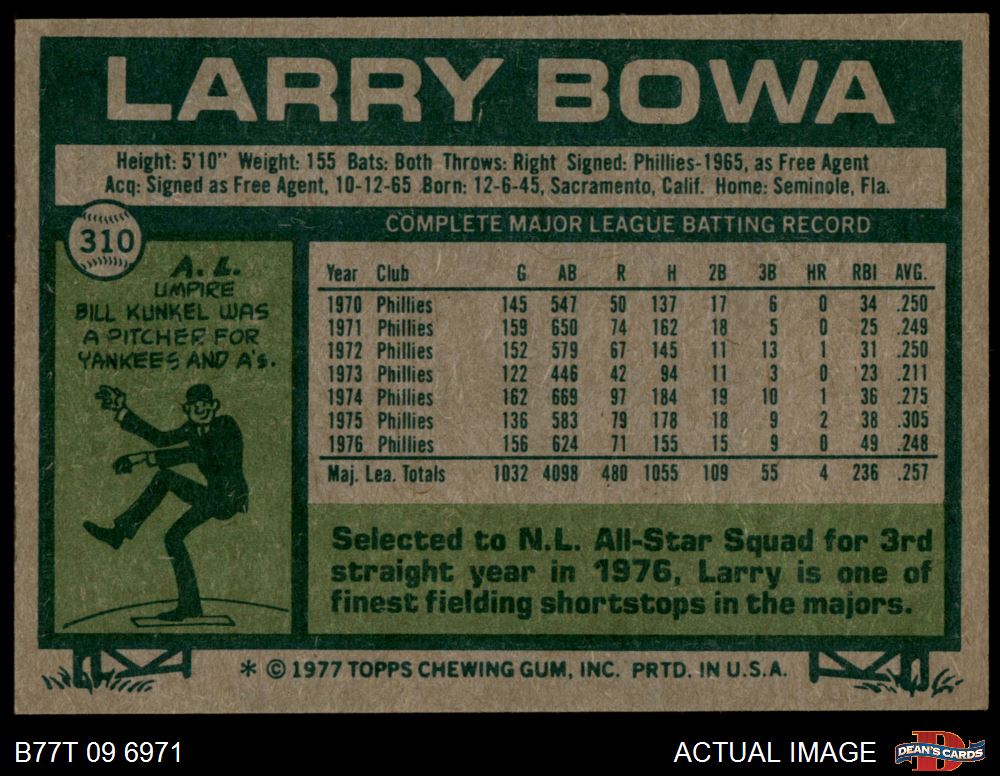 LARRY BOWA
Height: 5'10" Weight: 155 Bats: Both Throws: Right Signed: Phillies-1965, as Free Agent
Acq: Signed as Free Agent, 10-12-65 Born: 12-6-45, Sacramento, Calif. Home: Seminole, Fla.
310
A. L.
UMPIRE
BILL KUNKEL WAS
A PITCHER FOR
YANKEES AND A's.
COMPLETE MAJOR LEAGUE BATTING RECORD
Year Club G AB R H 2B 3B HR RBI AVG.
1970 Phillies 145 547 50 137 17 6 0 34 .250
1971 Phillies 159 650 74 162 18 5 0 25 .249
1972 Phillies 152 579 67 145 11 13 1 31 .250
1973 Phillies 122 446 42 94 11 3 0 23 .211
1974 Phillies 162 669 97 184 19 10 1 36 .275
1975 Phillies 136 583 79 178 18 9 2 38 .305
1976 Phillies 156 624 71 155 15 9 0 49 .248
Maj. Lea. Totals 1032 4098 480 1055 109 55 4 236 .257
Selected to N.L. All-Star Squad for 3rd
straight year in 1976, Larry is one of
finest fielding shortstops in the majors.
* © 1977 TOPPS CHEWING GUM, INC. PRTD. IN U.S.A.
B77T 09 6971
ACTUAL IMAGE
D
DEAN'S CARDS